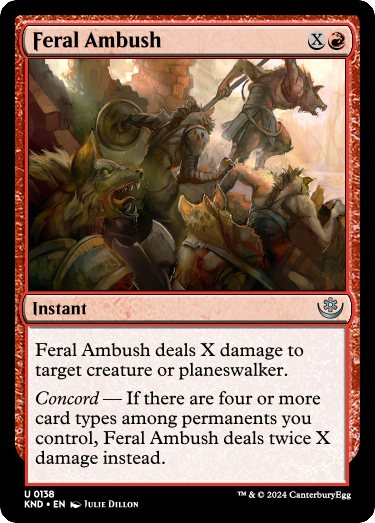 Feral Ambush X
Instant
Feral Ambush deals X damage to
target creature or planeswalker.
Concord — If there are four or more
card types among permanents you
control, Feral Ambush deals twice X
damage instead.
U 0138
KND • EN JULIE DILLON
™ & © 2024 CanterburyEgg